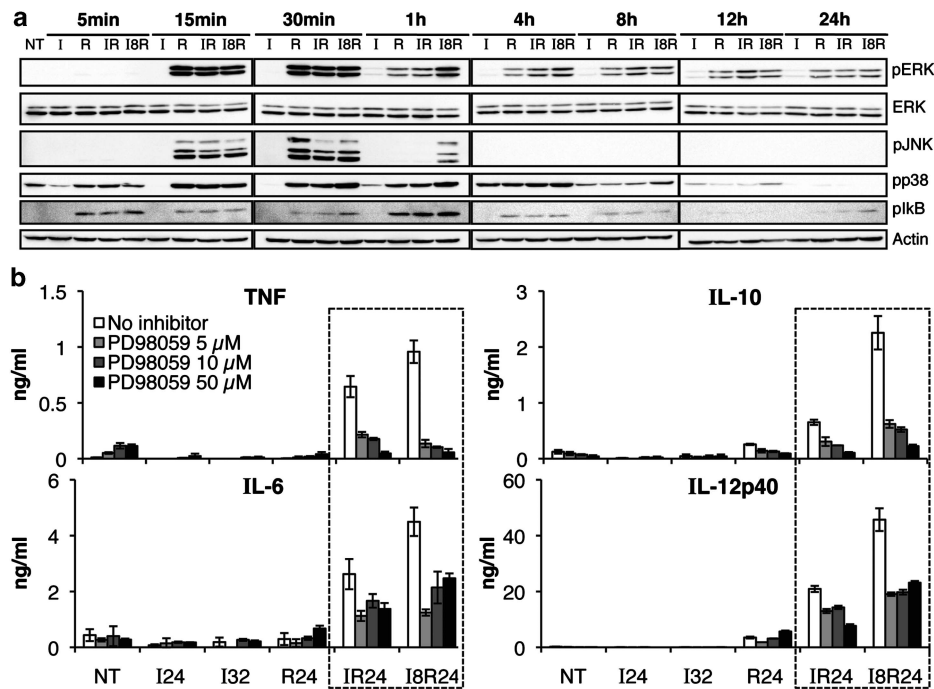 a
5min 15min 30min 1h 4h 8h 12h 24h
NT I R IR I8R I R IR I8R I R IR I8R I R IR I8R I R IR I8R I R IR I8R I R IR I8R I R IR I8R
pERK
ERK
pJNK
pp38
pIkB
Actin
b
TNF
ng/ml
1.5
1
0.5
0
No inhibitor
PD98059 5 µM
PD98059 10 µM
PD98059 50 µM
IL-10
ng/ml
3
2
1
0
IL-6
ng/ml
6
4
2
0
NT I24 I32 R24 IR24 I8R24
IL-12p40
ng/ml
60
40
20
0
NT I24 I32 R24 IR24 I8R24